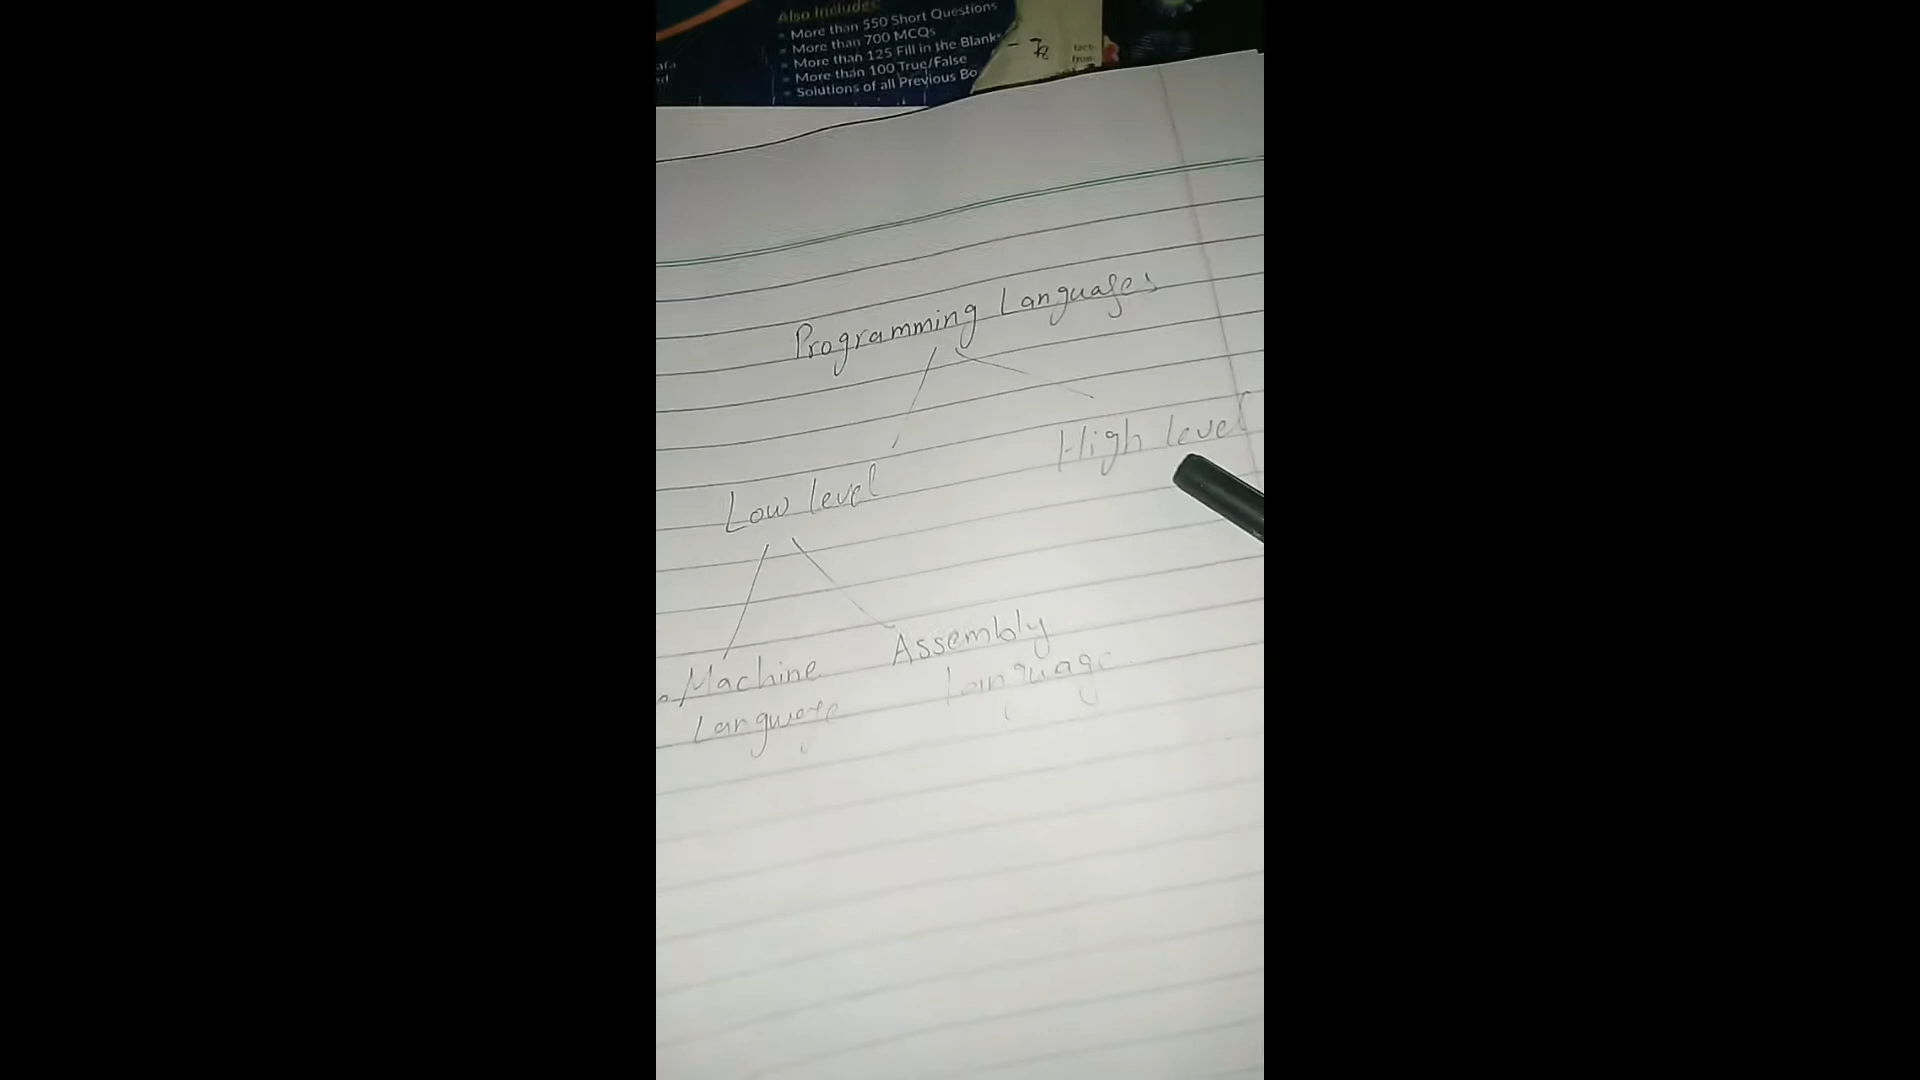 Also Includes
More than 550 Short Questions
More than 700 MCQs
More than 125 Fill in the Blank
More than 100 True/False
Solutions of all Previous Bo
Programming Languages
High level
Low level
Assembly
Language
Machine
Language